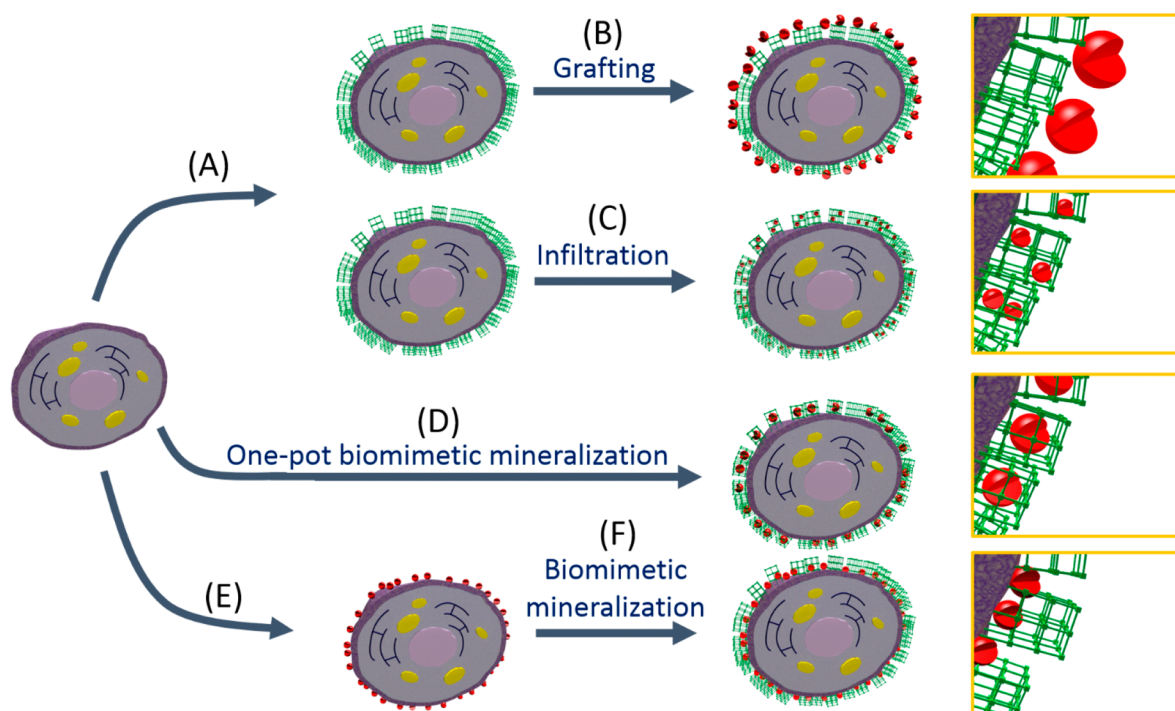 (B)
Grafting
(A)
(C)
Infiltration
(D)
One-pot biomimetic mineralization
(F)
Biomimetic
mineralization
(E)